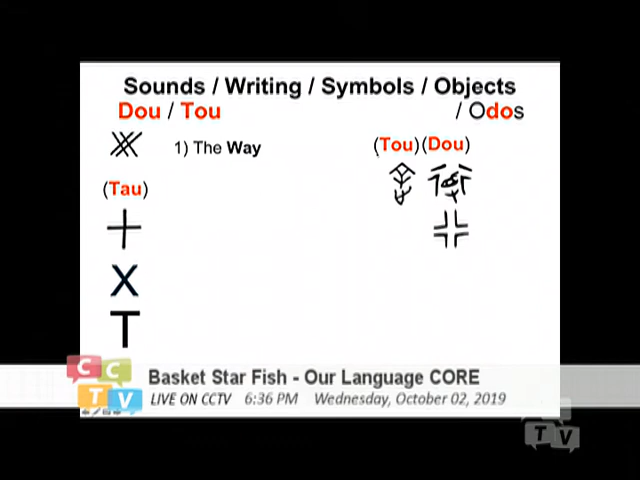 Sounds / Writing / Symbols / Objects
Dou / Tou / Odos
1) The Way (Tou)(Dou)
(Tau)
X
T
CCTV
Basket Star Fish - Our Language CORE
LIVE ON CCTV 6:36 PM Wednesday, October 02, 2019
TV